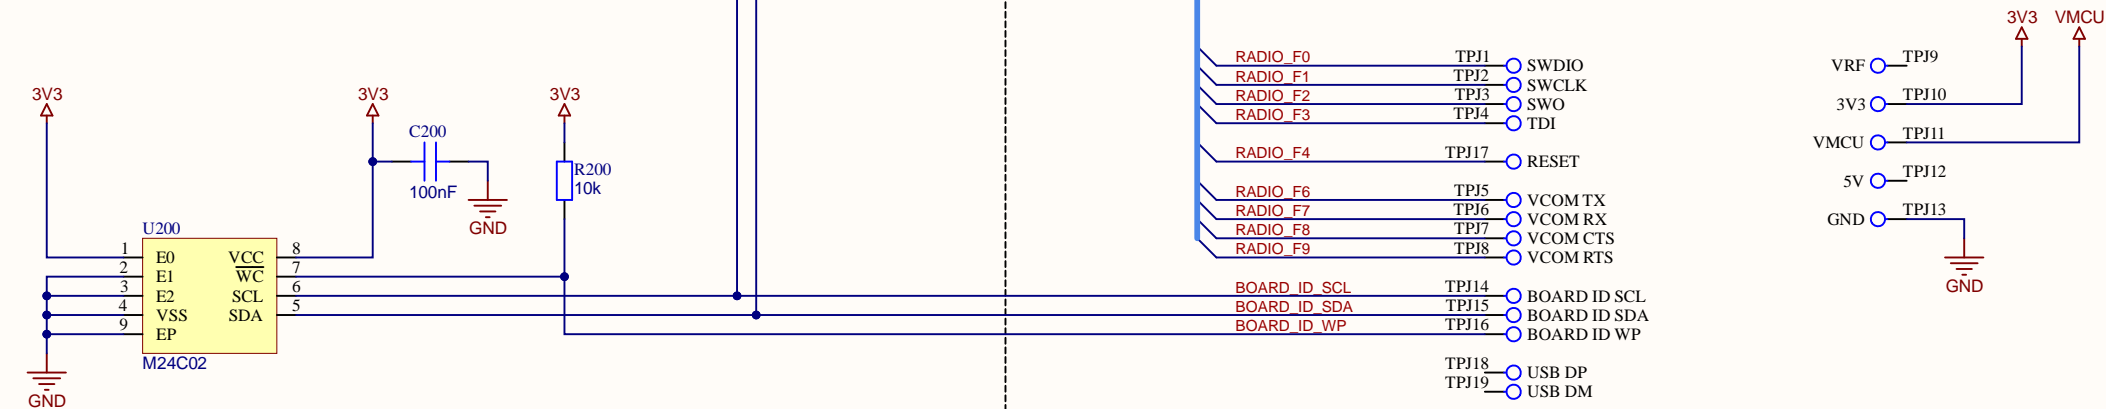 3V3 VMCU
RADIO_F0 TPJ1 SWDIO
VRF TPJ9
RADIO_F1 TPJ2 SWCLK
3V3 3V3 3V3
RADIO_F2 TPJ3 SWO
3V3 TPJ10
RADIO_F3 TPJ4 TDI
C200
100nF
GND
R200
10k
VMCU TPJ11
RADIO_F4 TPJ17 RESET
5V TPJ12
RADIO_F6 TPJ5 VCOM TX
RADIO_F7 TPJ6 VCOM RX
GND TPJ13
RADIO_F8 TPJ7 VCOM CTS
RADIO_F9 TPJ8 VCOM RTS
GND
U200
1 E0 VCC 8
2 E1 WC 7
3 E2 SCL 6
4 VSS SDA 5
9 EP
M24C02
GND
BOARD_ID_SCL TPJ14 BOARD ID SCL
BOARD_ID_SDA TPJ15 BOARD ID SDA
BOARD_ID_WP TPJ16 BOARD ID WP
TPJ18 USB DP
TPJ19 USB DM